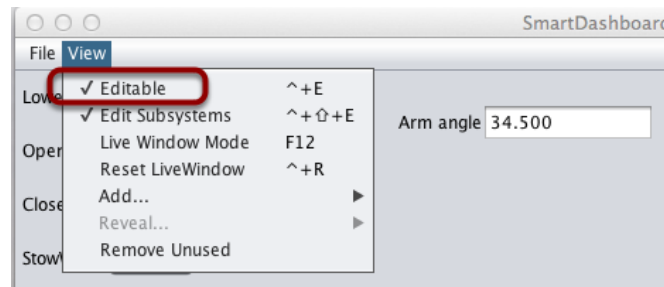 SmartDashboar
File View
Lowe
✓ Editable ^+E
✓ Edit Subsystems ^+⇧+E
Arm angle 34.500
Oper
Live Window Mode F12
Reset LiveWindow ^+R
Close
Add... ▶
Reveal... ▶
Stow
Remove Unused